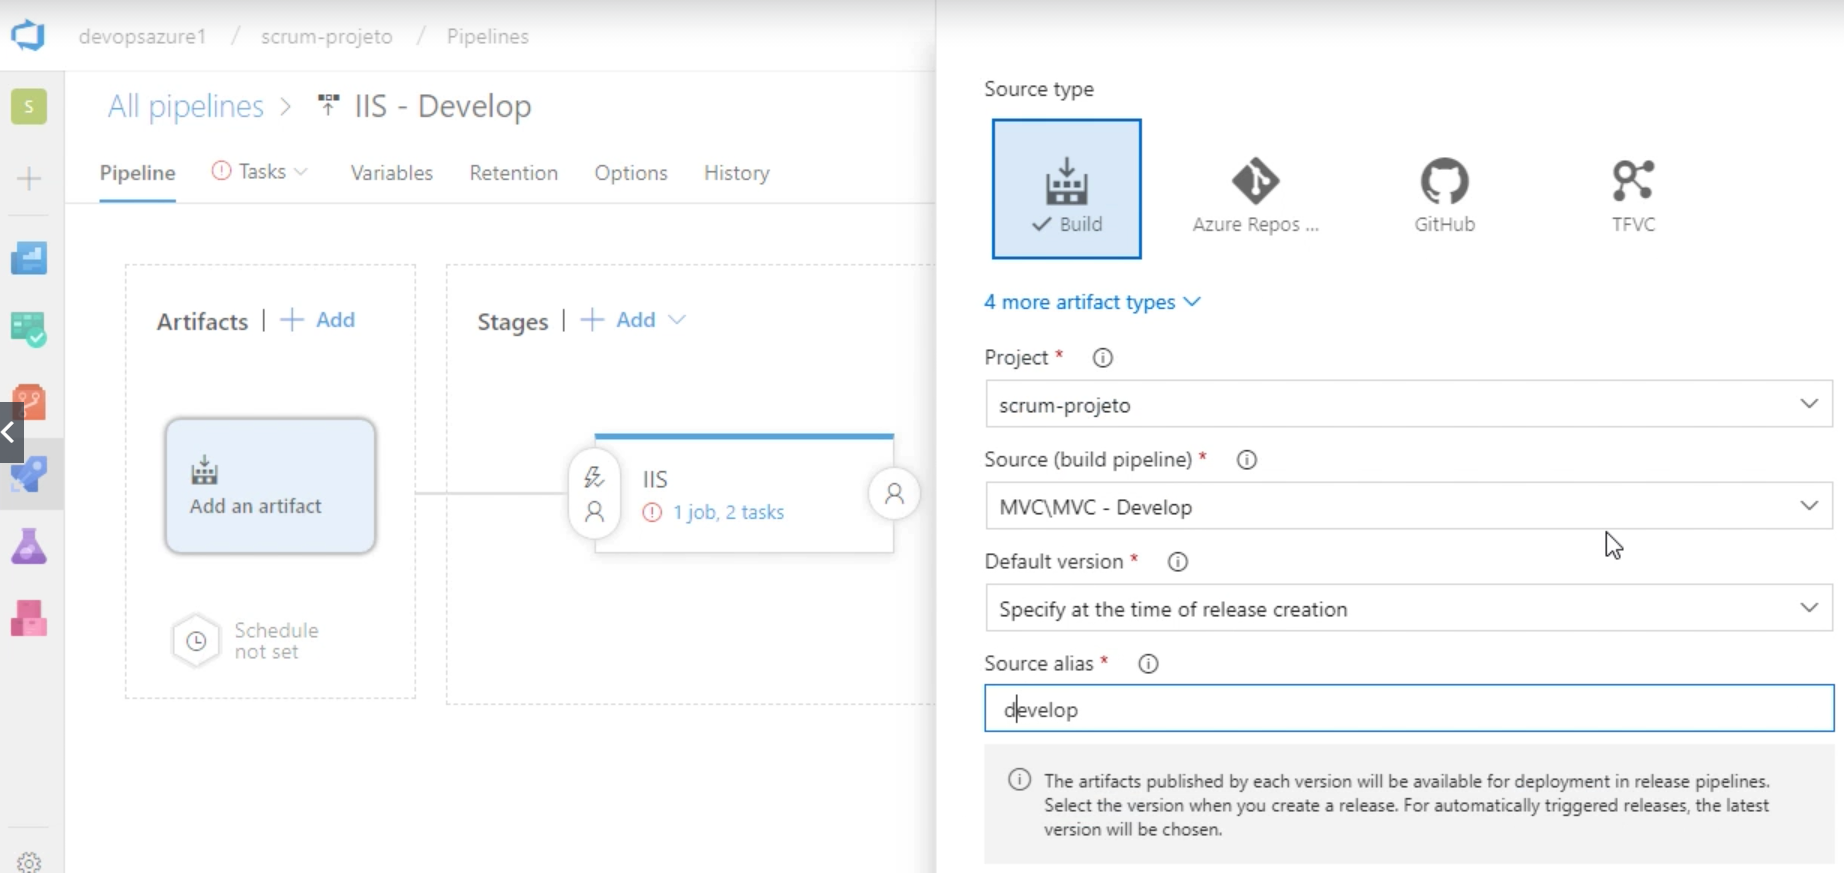 devopsazure1 / scrum-projeto / Pipelines
S
All pipelines > IIS - Develop
Pipeline Tasks Variables Retention Options History
Artifacts | + Add
Stages | + Add
Add an artifact
Schedule
not set
IIS
1 job, 2 tasks
Source type
Build
Azure Repos ...
GitHub
TFVC
4 more artifact types
Project *
scrum-projeto
Source (build pipeline) *
MVC\MVC - Develop
Default version *
Specify at the time of release creation
Source alias *
develop
The artifacts published by each version will be available for deployment in release pipelines.
Select the version when you create a release. For automatically triggered releases, the latest
version will be chosen.